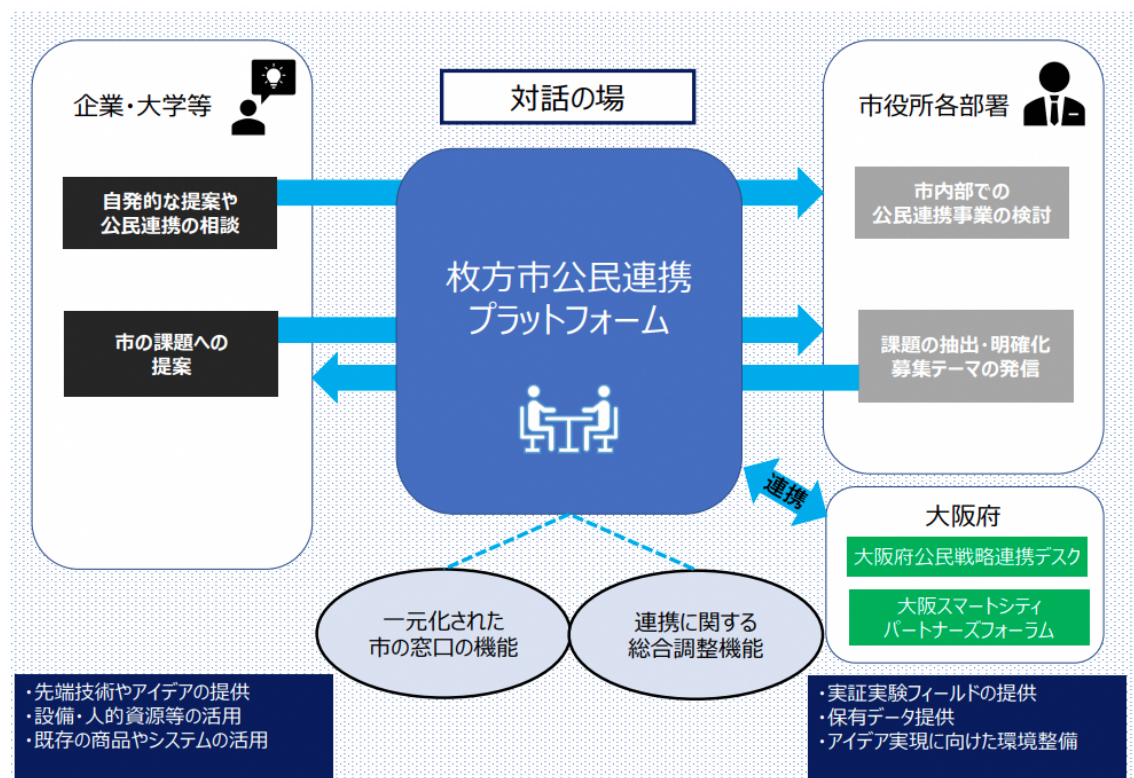 対話の場
企業・大学等
自発的な提案や
公民連携の相談
市の課題への
提案
枚方市公民連携
プラットフォーム
市役所各部署
市内部での
公民連携事業の検討
課題の抽出・明確化
募集テーマの発信
連携
大阪府
大阪府公民戦略連携デスク
大阪スマートシティ
パートナーズフォーラム
一元化された
市の窓口の機能
連携に関する
総合調整機能
・先端技術やアイデアの提供
・設備・人的資源等の活用
・既存の商品やシステムの活用
・実証実験フィールドの提供
・保有データ提供
・アイデア実現に向けた環境整備